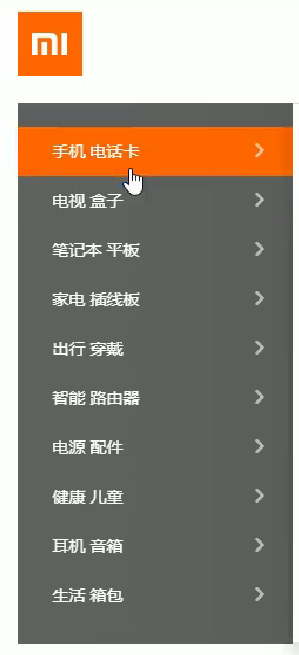 mi
手机 电话卡
电视 盒子
笔记本 平板
家电 插线板
出行 穿戴
智能 路由器
电源 配件
健康 儿童
耳机 音箱
生活 箱包